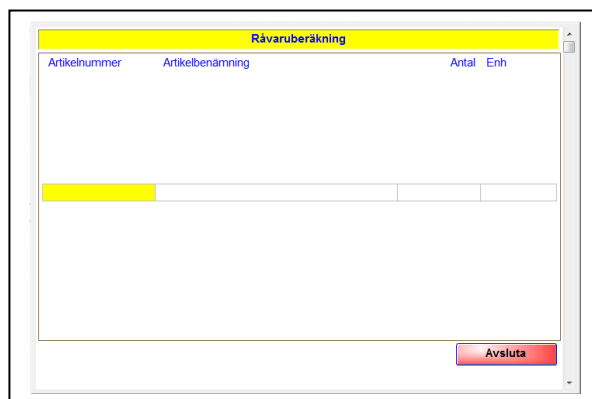 Råvaruberäkning
Artikelnummer Artikelbenämning Antal Enh
Avsluta